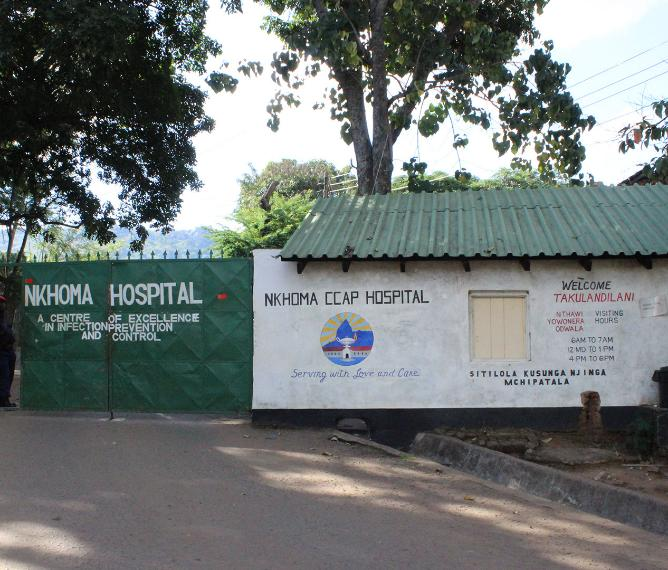 NKHOMA HOSPITAL
A CENTRE OF EXCELLENCE
IN INFECTION PREVENTION
AND CONTROL
NKHOMA CCAP HOSPITAL
Serving with Love and Care
WELCOME
TAKULANDILANI
NTHAWI YOWONERA ODWALA
VISITING HOURS
6AM TO 7AM
12 MD TO 1 PM
4 PM TO 6PM
SITILOLA KUSUNGA NJINGA
MCHIPATALA